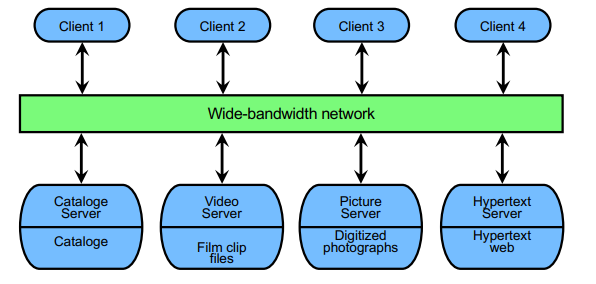 Client 1
Client 2
Client 3
Client 4
Wide-bandwidth network
Cataloge
Server
Cataloge
Video
Server
Film clip
files
Picture
Server
Digitized
photographs
Hypertext
Server
Hypertext
web